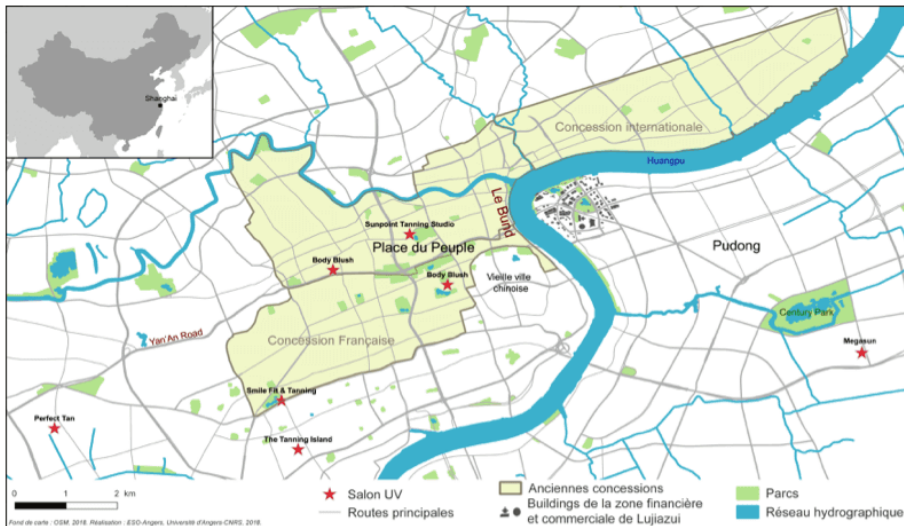 Shanghai
Concession internationale
Huangpu
Le Bund
Sunpoint Tanning Studio
Place du Peuple
Pudong
Body Blush
Body Blush
Vieille ville
chinoise
Century Park
Yan'An Road
Concession Française
Megasun
Smile Fit & Tanning
Perfect Tan
The Tanning Island
0 1 2 km
Salon UV
Routes principales
Anciennes concessions
Buildings de la zone financière
et commerciale de Lujiazui
Parcs
Réseau hydrographique
Fond de carte : OSM, 2018. Réalisation : ESO-Angers, Université d'Angers-CNRS, 2018.